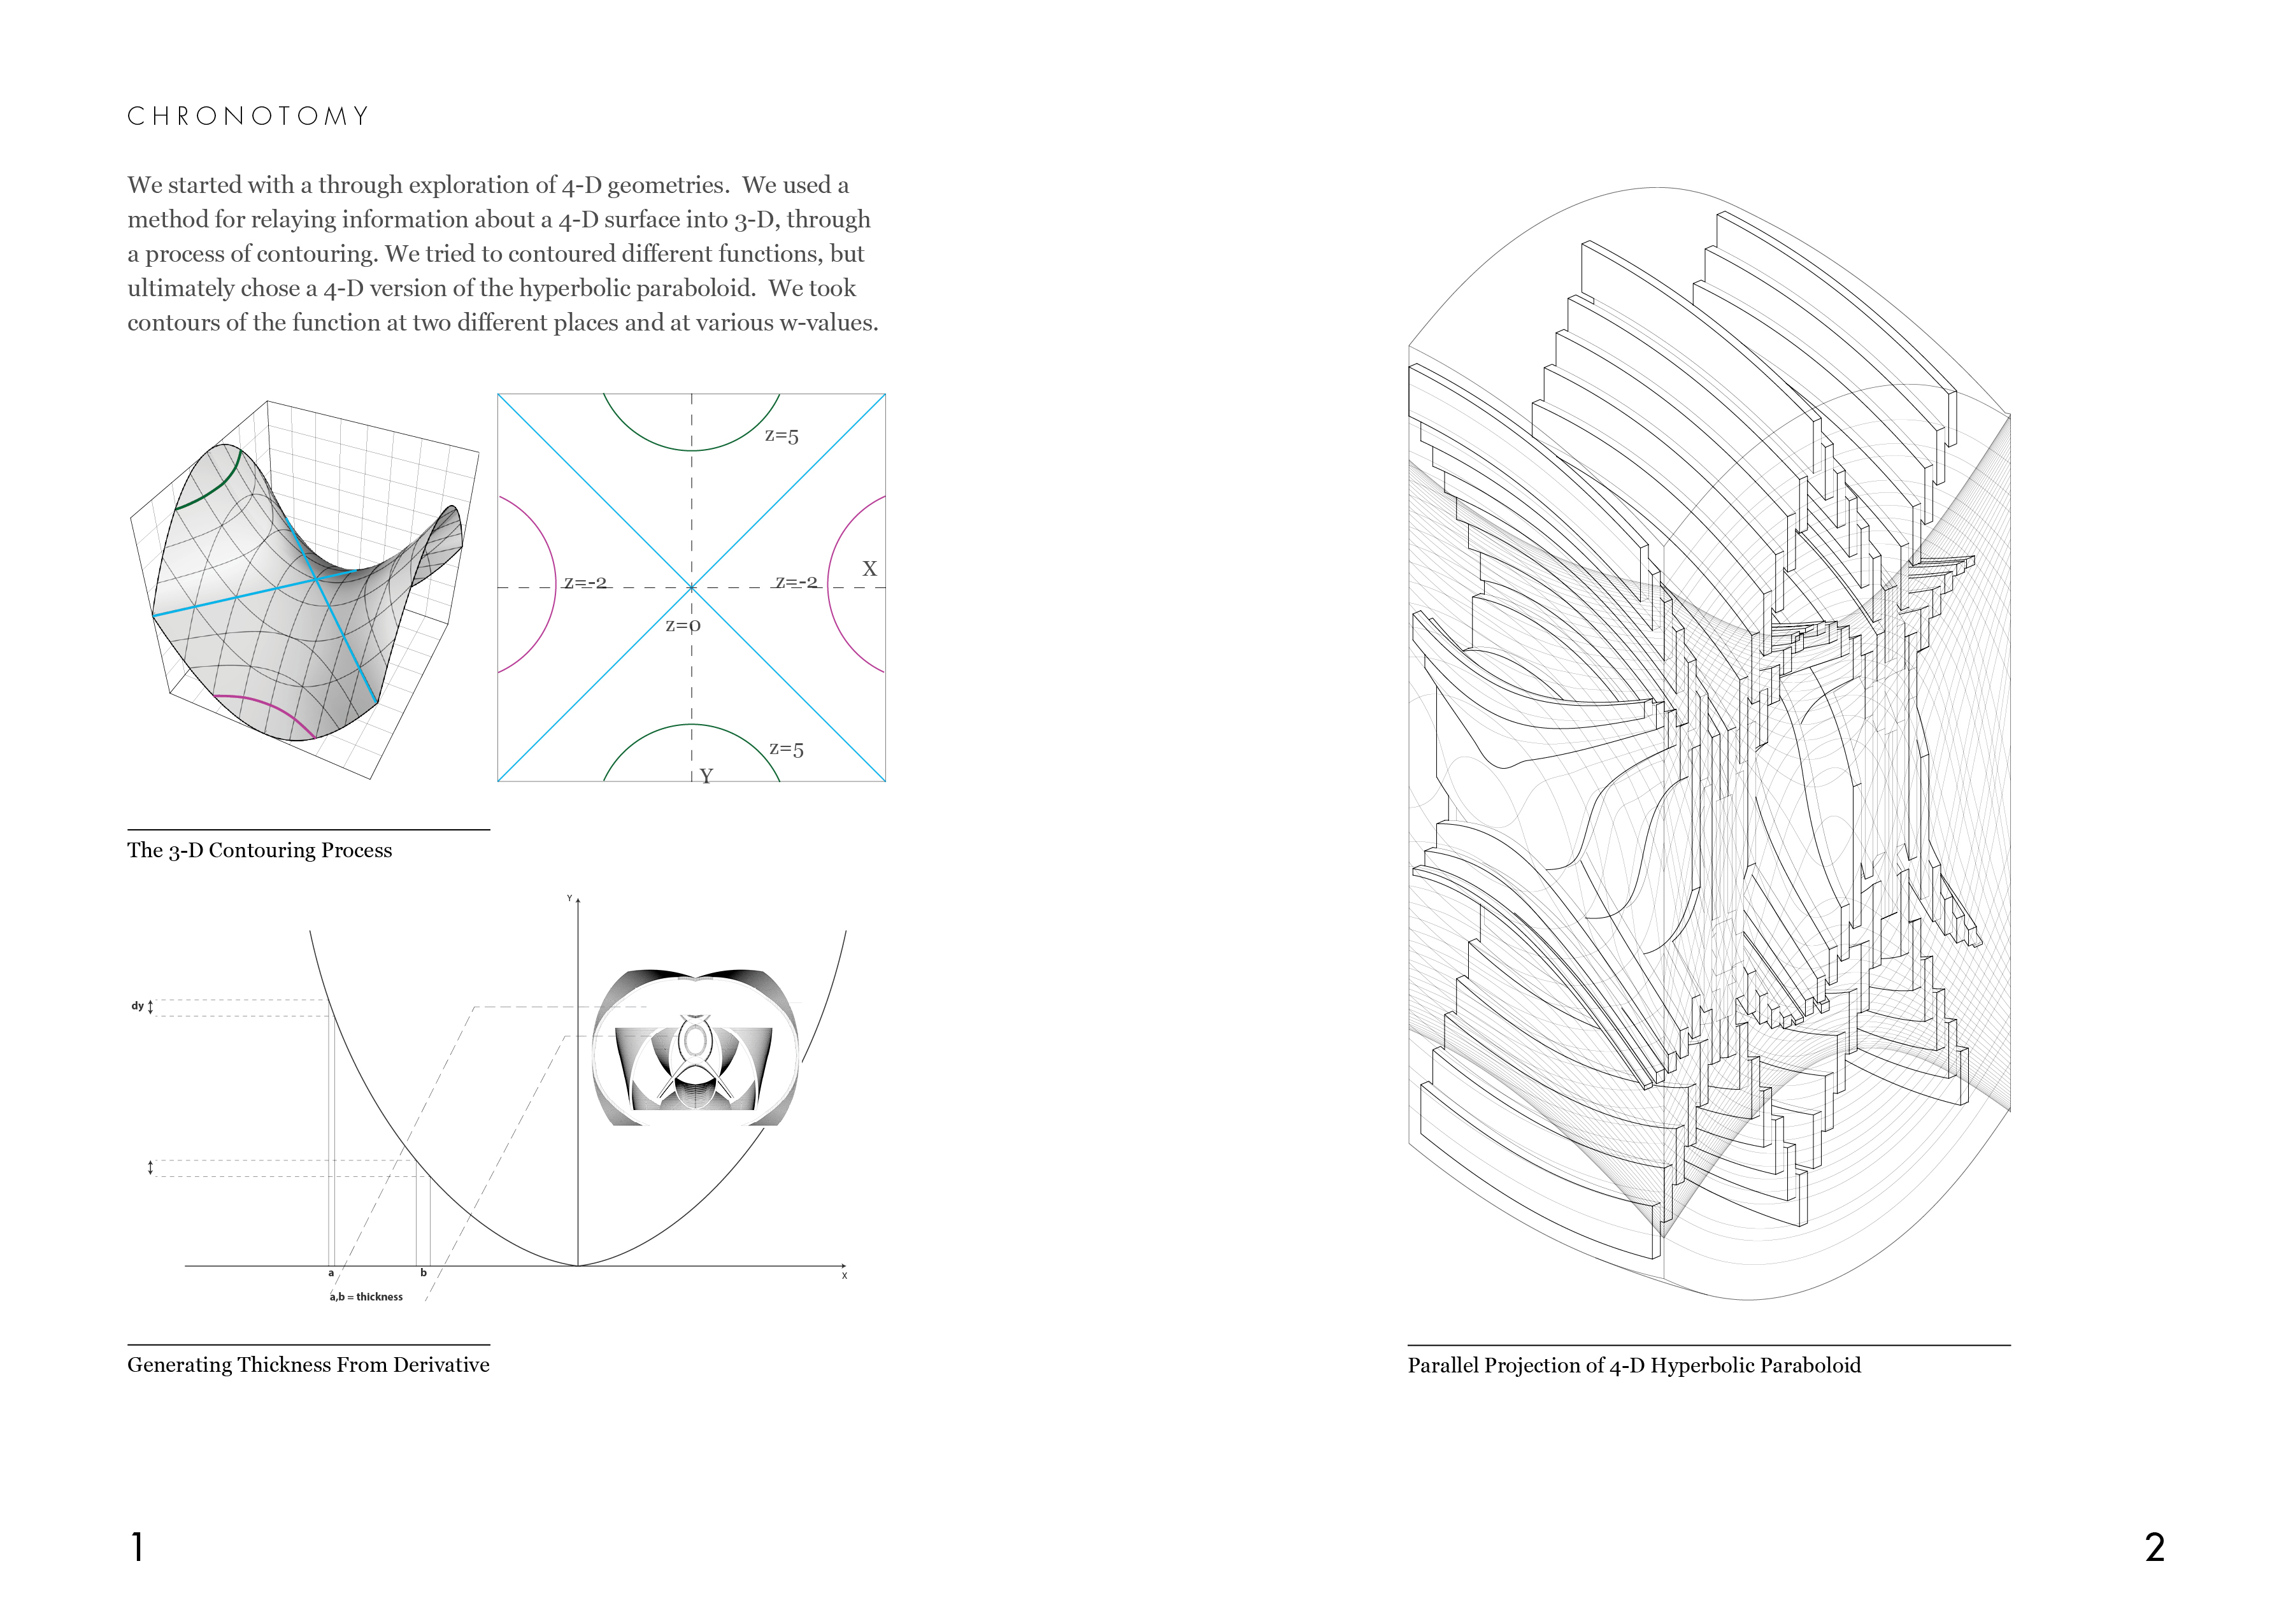 CHRONOTOMY
We started with a through exploration of 4-D geometries.  We used a
method for relaying information about a 4-D surface into 3-D, through
a process of contouring. We tried to contoured different functions, but
ultimately chose a 4-D version of the hyperbolic paraboloid.  We took
contours of the function at two different places and at various w-values.
z=5
X
z=-2
z=-2
z=0
z=5
Y
The 3-D Contouring Process
Y
dy
a
b
X
a,b = thickness
Generating Thickness From Derivative
Parallel Projection of 4-D Hyperbolic Paraboloid
1
2